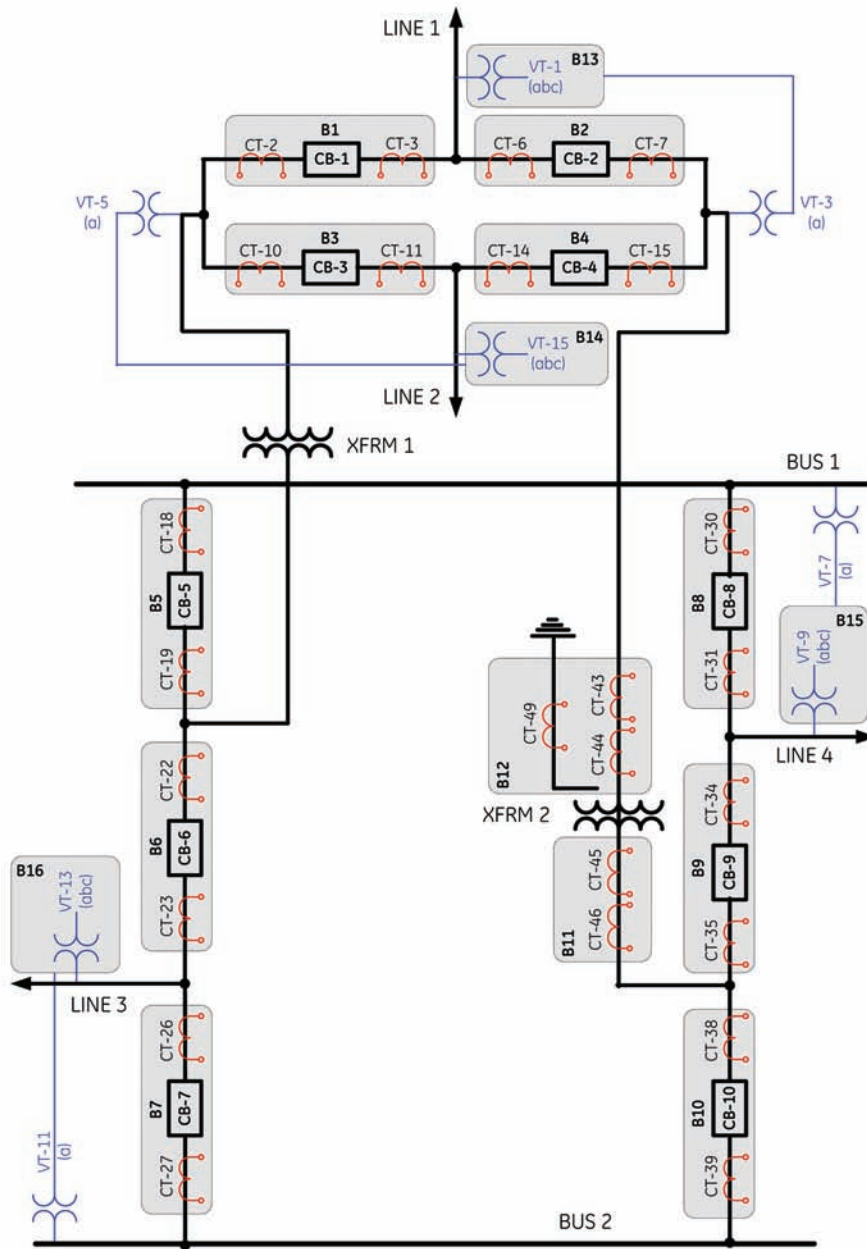 LINE 1
VT-1
(abc)
B13
B1
B2
CT-2
CB-1
CT-3
CT-6
CB-2
CT-7
VT-5
(a)
VT-3
(a)
B3
B4
CT-10
CB-3
CT-11
CT-14
CB-4
CT-15
VT-15
(abc)
B14
LINE 2
XFRM 1
BUS 1
CT-18
B5
CB-5
CT-19
CT-30
B8
CB-8
CT-31
VT-7
(a)
B15
VT-9
(abc)
LINE 4
CT-49
CT-43
CT-44
B12
XFRM 2
CT-22
B6
CB-6
CT-23
CT-45
CT-46
B11
CT-34
B9
CB-9
CT-35
B16
VT-13
(abc)
LINE 3
CT-26
B7
CB-7
CT-27
CT-38
B10
CB-10
CT-39
VT-11
(a)
BUS 2